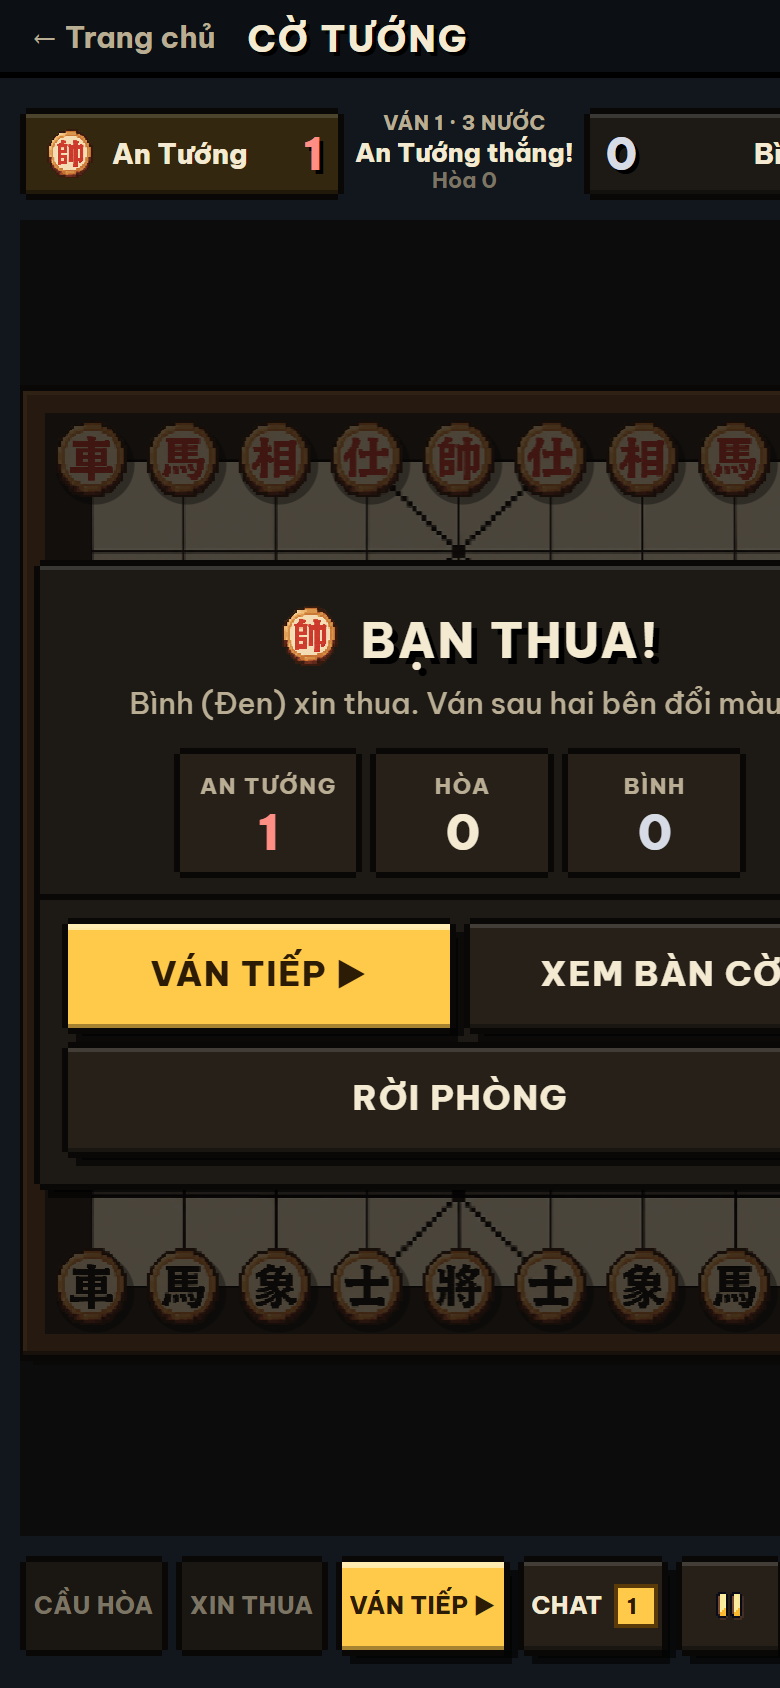 ← Trang chủ CỜ TƯỚNG
帥 An Tướng 1
VÁN 1 · 3 NƯỚC
An Tướng thắng!
Hòa 0
0 Bì
車 馬 相 仕 帥 仕 相 馬
帥 BẠN THUA!
Bình (Đen) xin thua. Ván sau hai bên đổi màu
AN TƯỚNG HÒA BÌNH
1 0 0
VÁN TIẾP ▶ XEM BÀN CỜ
RỜI PHÒNG
車 馬 象 士 將 士 象 馬
CẦU HÒA XIN THUA VÁN TIẾP ▶ CHAT 1